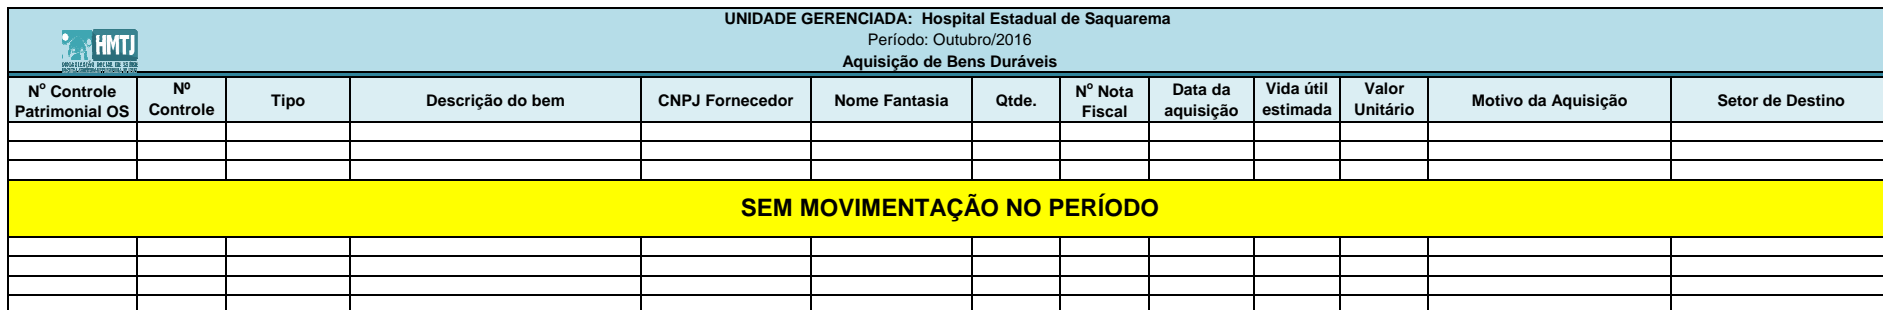 UNIDADE GERENCIADA: Hospital Estadual de Saquarema
Período: Outubro/2016
Aquisição de Bens Duráveis
HMTJ
Nº Controle Patrimonial OS
Nº Controle
Tipo
Descrição do bem
CNPJ Fornecedor
Nome Fantasia
Qtde.
Nº Nota Fiscal
Data da aquisição
Vida útil estimada
Valor Unitário
Motivo da Aquisição
Setor de Destino
SEM MOVIMENTAÇÃO NO PERÍODO